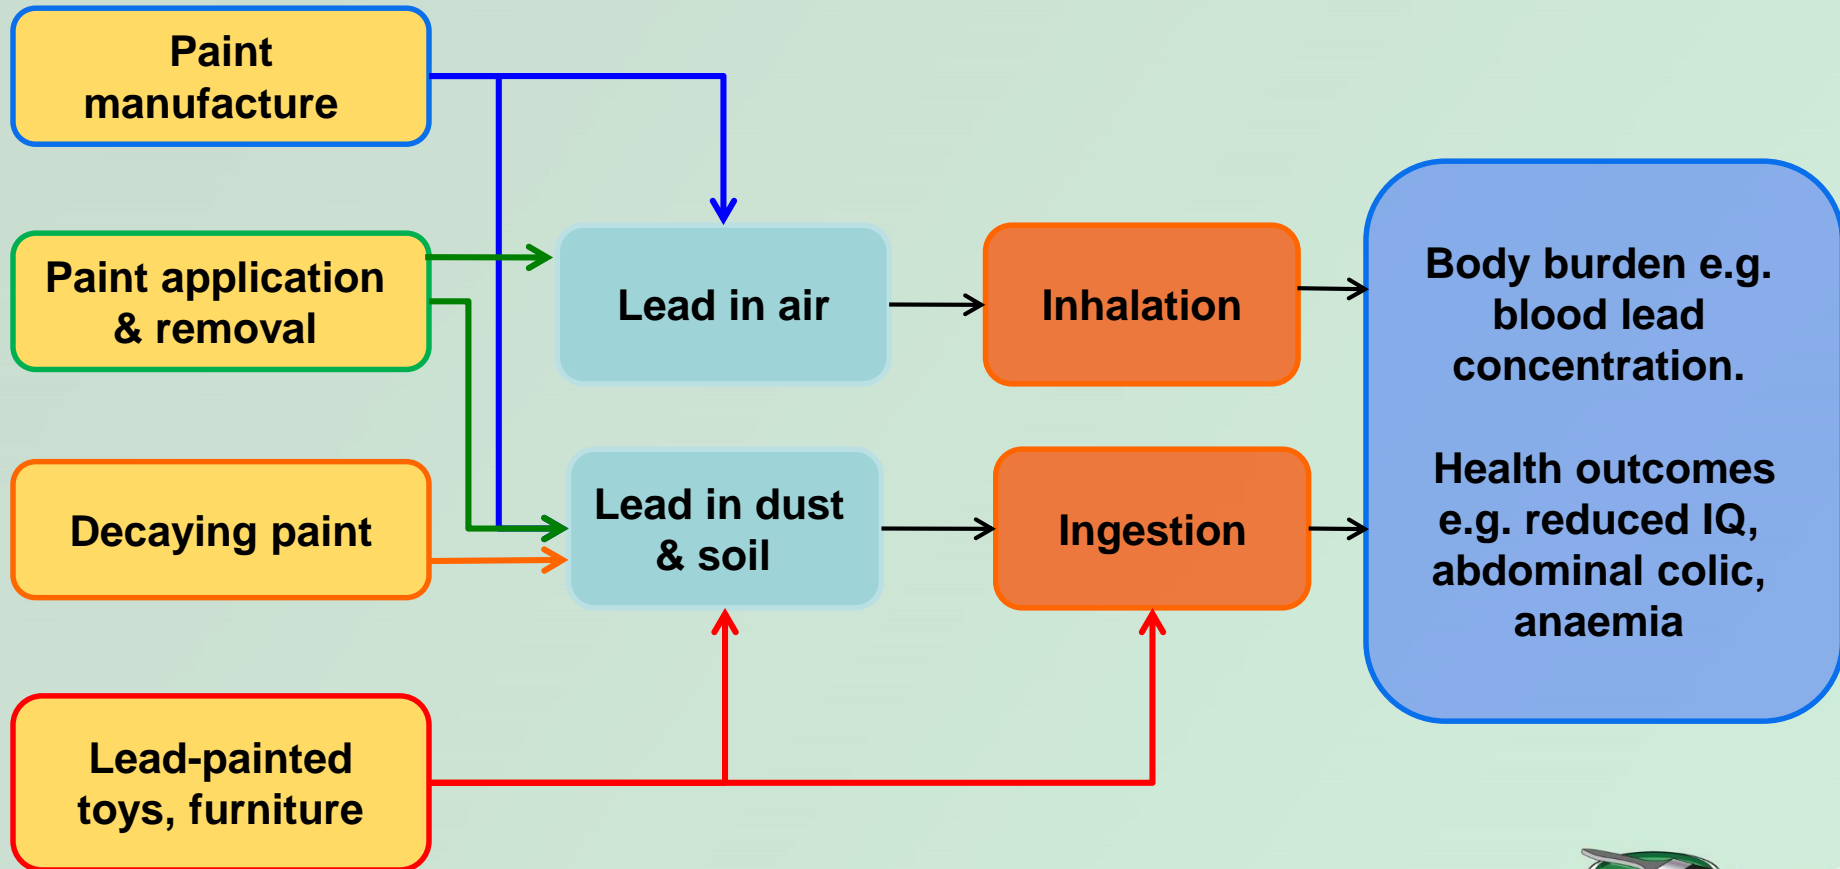 Paint
manufacture
Paint application
& removal
Decaying paint
Lead-painted
toys, furniture
Lead in air
Lead in dust
& soil
Inhalation
Ingestion
Body burden e.g.
blood lead
concentration.
Health outcomes
e.g. reduced IQ,
abdominal colic,
anaemia